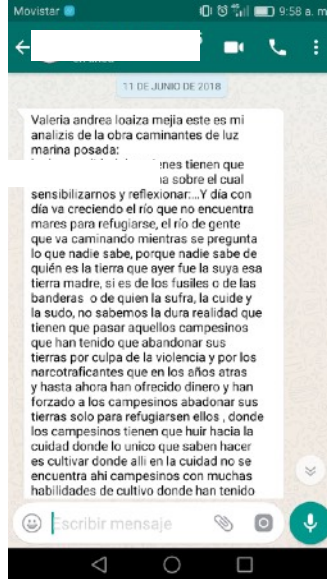 Movistar 9:58 a. m
11 DE JUNIO DE 2018
Valeria andrea loaiza mejia este es mi
analizis de la obra caminantes de luz
marina posada:
tienen que
sobre el cual
sensibilizarnos y reflexionar:...Y día con
día va creciendo el río que no encuentra
mares para refugiarse, el río de gente
que va caminando mientras se pregunta
lo que nadie sabe, porque nadie sabe de
quién es la tierra que ayer fue la suya esa
tierra madre, si es de los fusiles o de las
banderas o de quien la sufra, la cuide y
la sudo, no sabemos la dura realidad que
tienen que pasar aquellos campesinos
que han tenido que abandonar sus
tierras por culpa de la violencia y por los
narcotraficantes que en los años atras
y hasta ahora han ofrecido dinero y han
forzado a los campesinos abadonar sus
tierras solo para refugiarsen ellos , donde
los campesinos tienen que huir hacia la
cuidad donde lo unico que saben hacer
es cultivar donde alli en la cuidad no se
encuentra ahi campesinos con muchas
habilidades de cultivo donde han tenido
Escribir mensaje